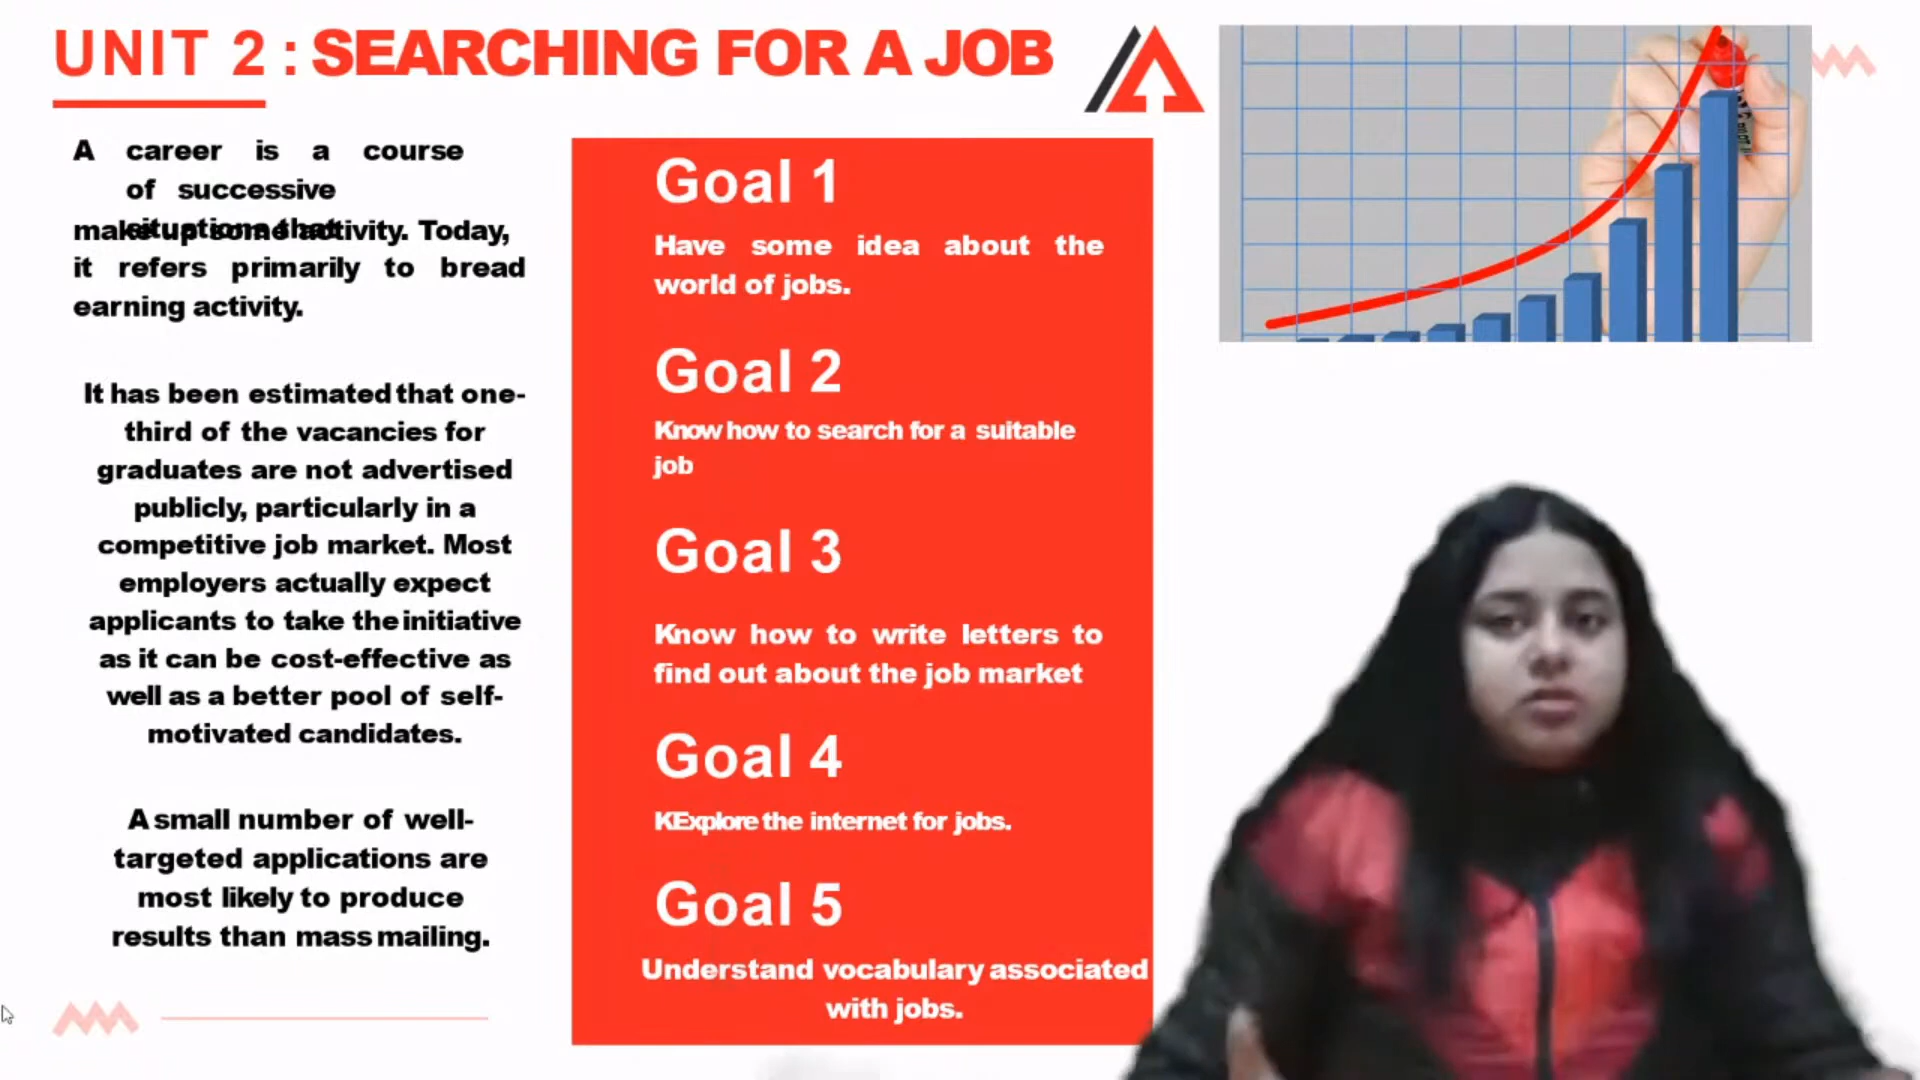 UNIT 2 : SEARCHING FOR A JOB
A career is a course
of successive
situations that
make up some activity. Today,
it refers primarily to bread
earning activity.
It has been estimated that one-
third of the vacancies for
graduates are not advertised
publicly, particularly in a
competitive job market. Most
employers actually expect
applicants to take the initiative
as it can be cost-effective as
well as a better pool of self-
motivated candidates.
A small number of well-
targeted applications are
most likely to produce
results than mass mailing.
Goal 1
Have some idea about the
world of jobs.
Goal 2
Know how to search for a suitable
job
Goal 3
Know how to write letters to
find out about the job market
Goal 4
KExplore the internet for jobs.
Goal 5
Understand vocabulary associated
with jobs.